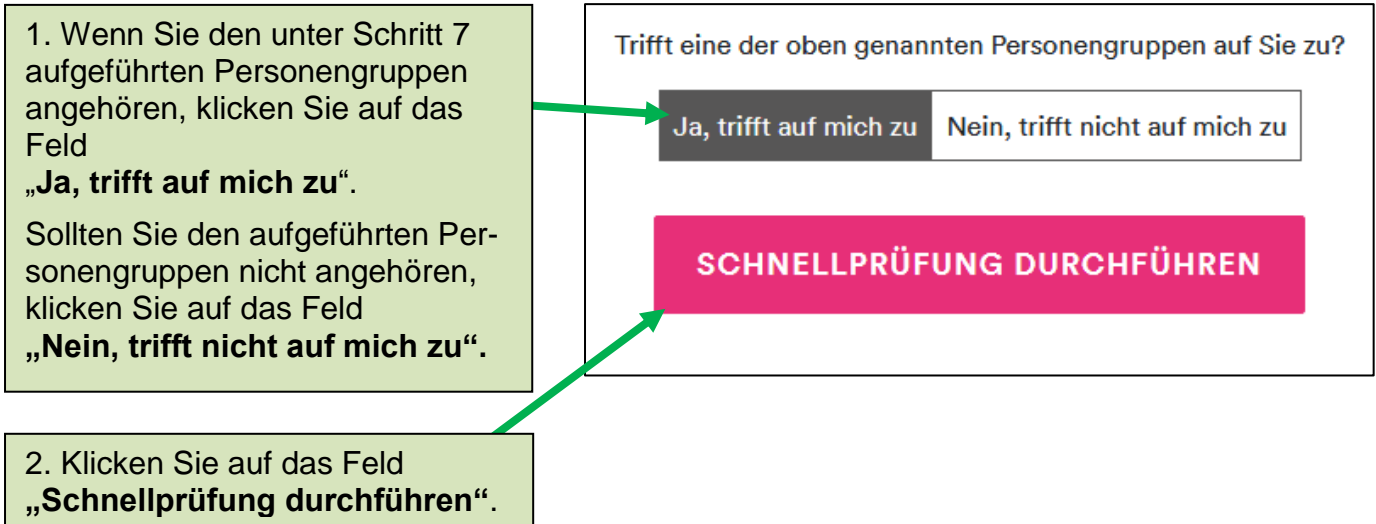 1. Wenn Sie den unter Schritt 7
aufgeführten Personengruppen
angehören, klicken Sie auf das
Feld
„Ja, trifft auf mich zu“.
Sollten Sie den aufgeführten Per-
sonengruppen nicht angehören,
klicken Sie auf das Feld
„Nein, trifft nicht auf mich zu“.
Trifft eine der oben genannten Personengruppen auf Sie zu?
Ja, trifft auf mich zu
Nein, trifft nicht auf mich zu
SCHNELLPRÜFUNG DURCHFÜHREN
2. Klicken Sie auf das Feld
„Schnellprüfung durchführen“.